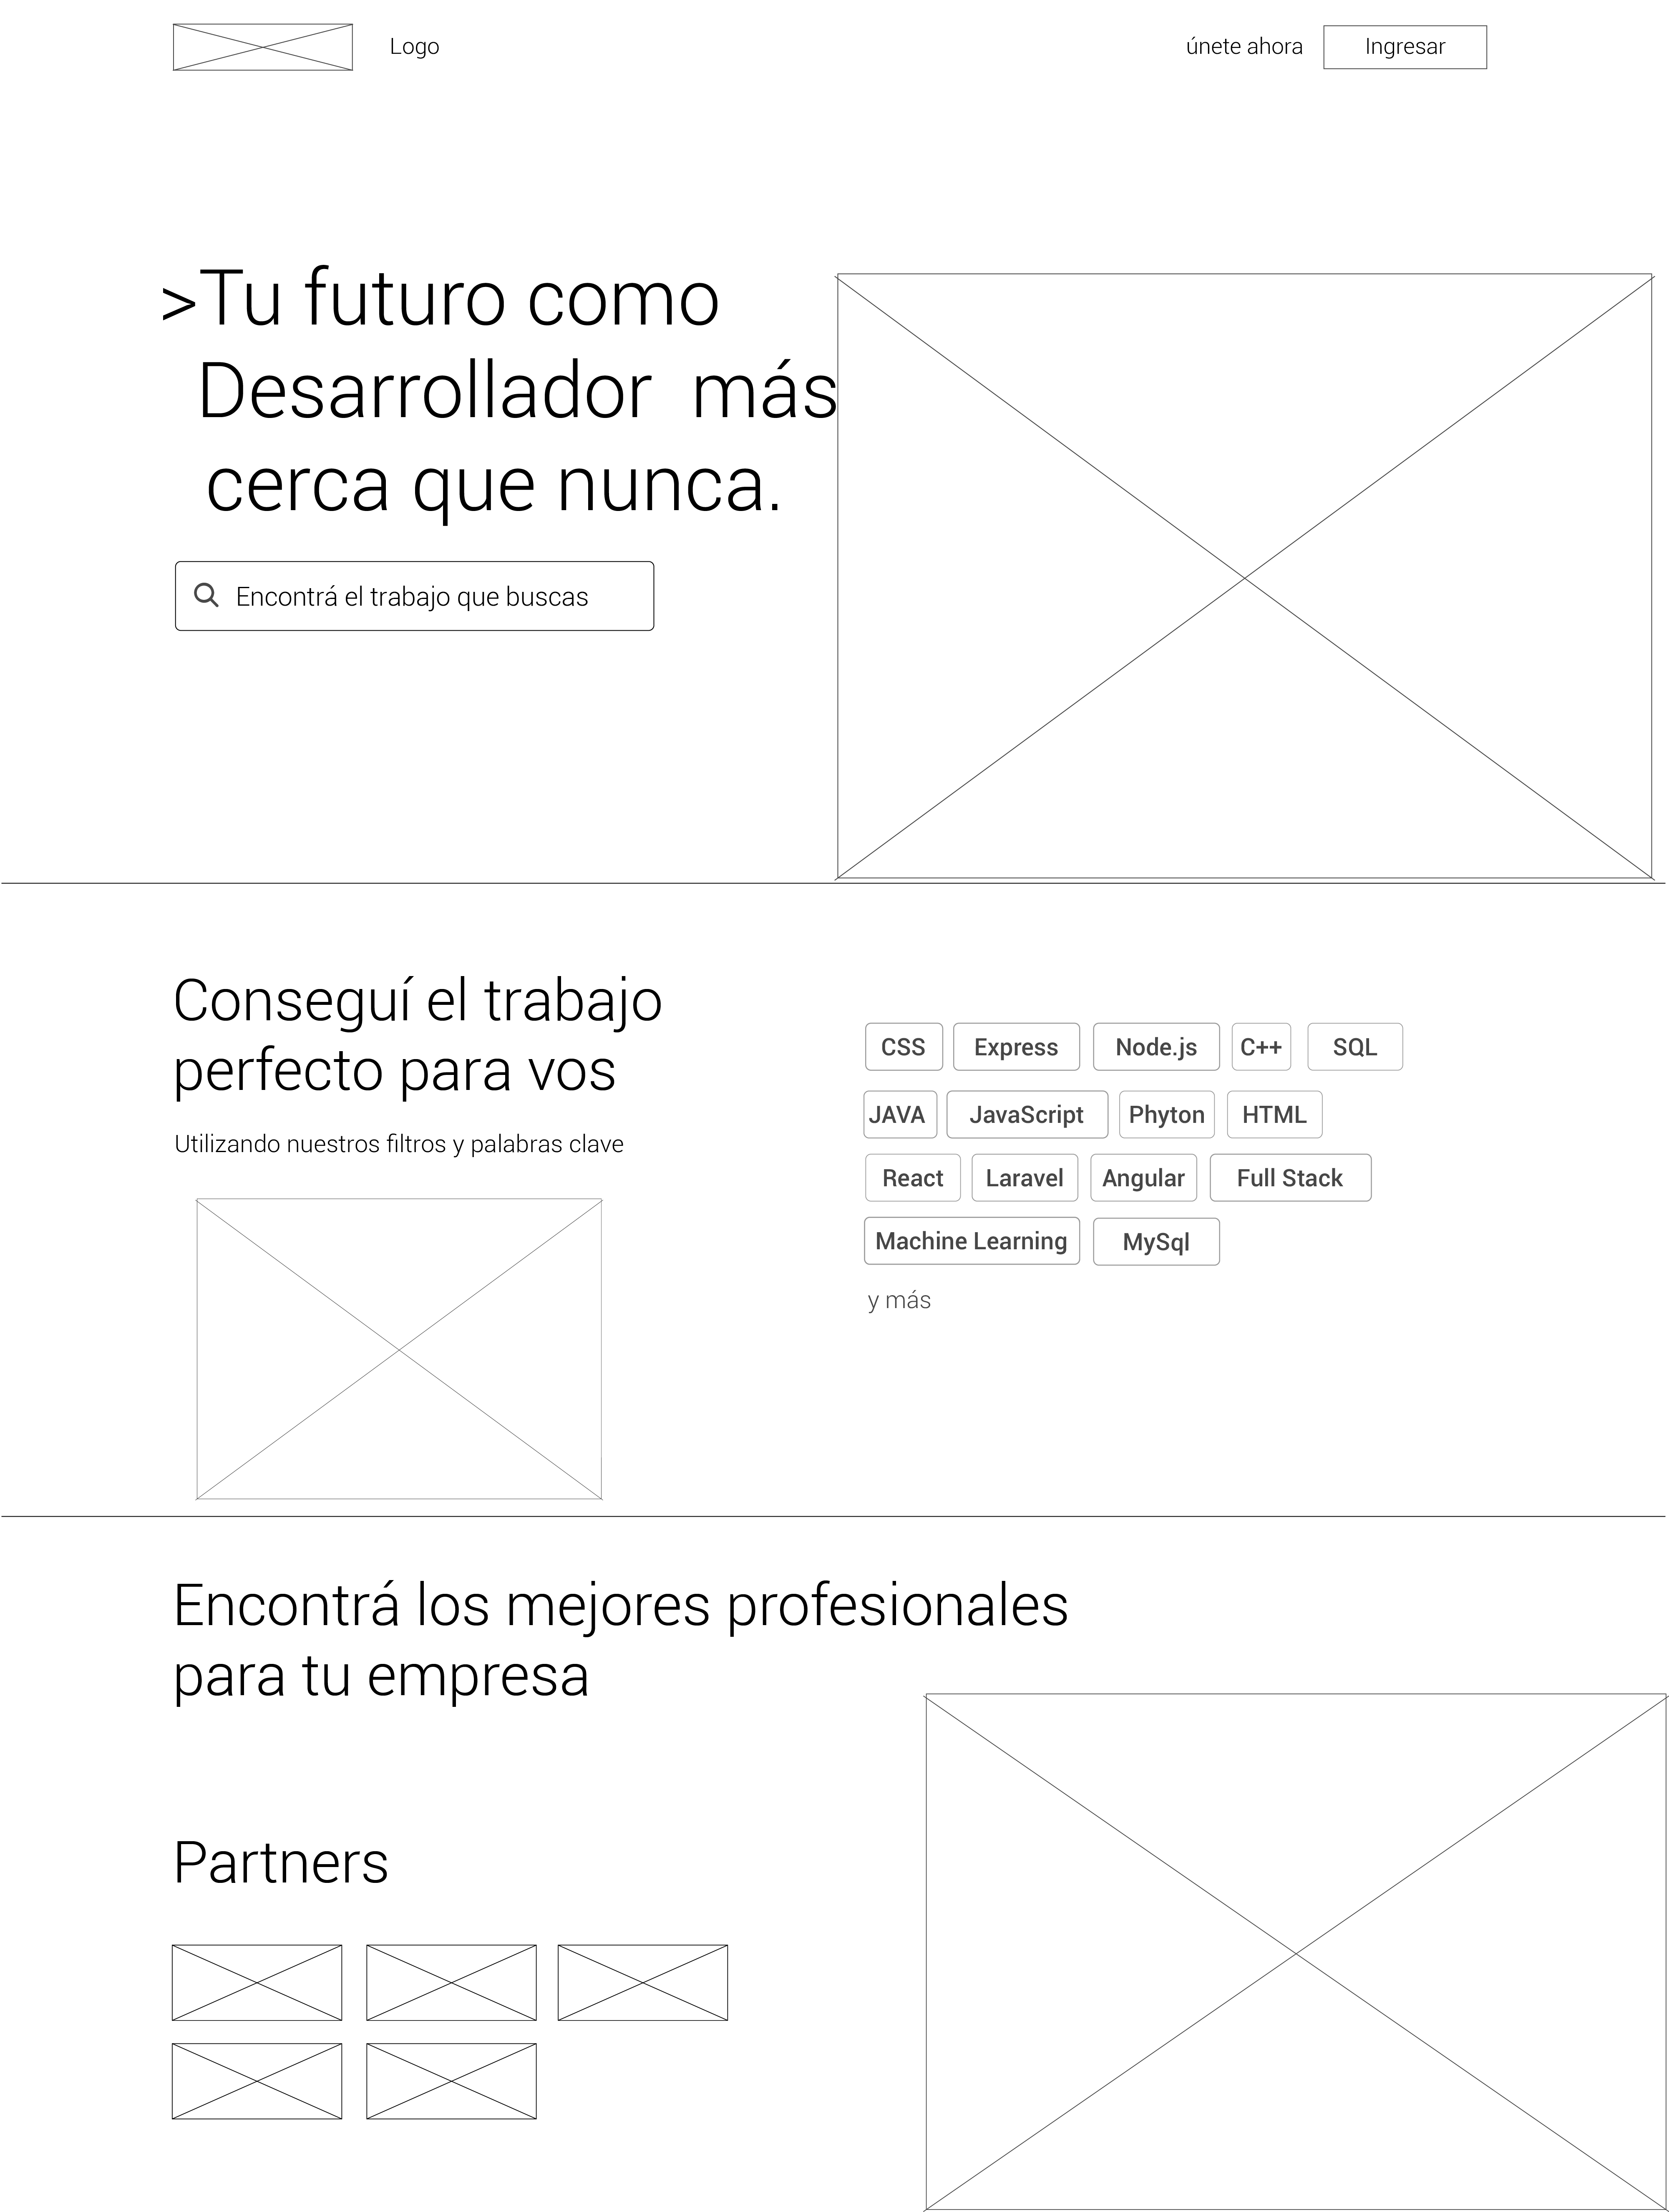 Logo
únete ahora
Ingresar
>Tu futuro como
Desarrollador más
cerca que nunca.
Encontrá el trabajo que buscas
Conseguí el trabajo
perfecto para vos
Utilizando nuestros filtros y palabras clave
CSS
Express
Node.js
C++
SQL
JAVA
JavaScript
Phyton
HTML
React
Laravel
Angular
Full Stack
Machine Learning
MySql
y más
Encontrá los mejores profesionales
para tu empresa
Partners